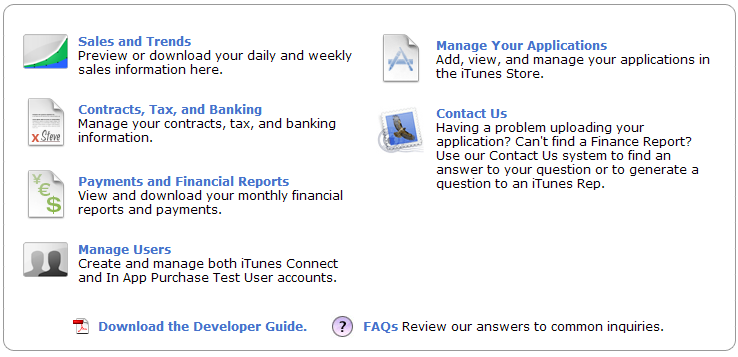 Sales and Trends
Preview or download your daily and weekly
sales information here.
Contracts, Tax, and Banking
Manage your contracts, tax, and banking
information.
Payments and Financial Reports
View and download your monthly financial
reports and payments.
Manage Users
Create and manage both iTunes Connect
and In App Purchase Test User accounts.
Manage Your Applications
Add, view, and manage your applications in
the iTunes Store.
Contact Us
Having a problem uploading your
application? Can't find a Finance Report?
Use our Contact Us system to find an
answer to your question or to generate a
question to an iTunes Rep.
X Steve
¥ € $
Download the Developer Guide.
? FAQs Review our answers to common inquiries.